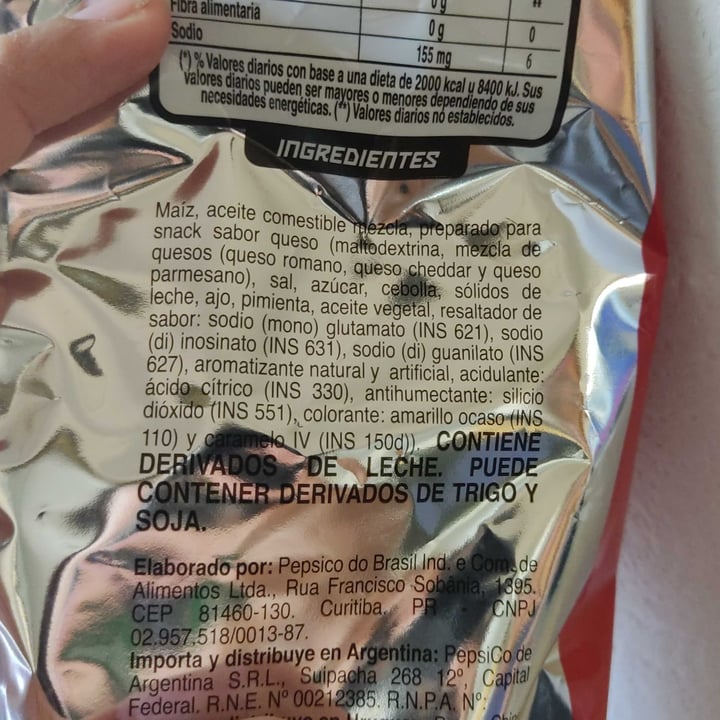 Fibra alimentaria 0 g **
Sodio 0 g 0
155 mg 6
(*) % Valores diarios con base a una dieta de 2000 kcal u 8400 kJ. Sus
valores diarios pueden ser mayores o menores dependiendo de sus
necesidades energéticas. (**) Valores diarios no establecidos.
INGREDIENTES
Maíz, aceite comestible mezcla, preparado para
snack sabor queso (maltodextrina, mezcla de
quesos (queso romano, queso cheddar y queso
parmesano), sal, azúcar, cebolla, sólidos de
leche, ajo, pimienta, aceite vegetal, resaltador de
sabor: sodio (mono) glutamato (INS 621), sodio
(di) inosinato (INS 631), sodio (di) guanilato (INS
627), aromatizante natural y artificial, acidulante:
ácido cítrico (INS 330), antihumectante: silicio
dióxido (INS 551), colorante: amarillo ocaso (INS
110) y caramelo IV (INS 150d)). CONTIENE
DERIVADOS DE LECHE. PUEDE
CONTENER DERIVADOS DE TRIGO Y
SOJA.
Elaborado por: Pepsico do Brasil Ind. e Com. de
Alimentos Ltda., Rua Francisco Sobânia, 1395.
CEP 81460-130. Curitiba. PR - CNPJ
02.957.518/0013-87.
Importa y distribuye en Argentina: PepsiCo de
Argentina S.R.L., Suipacha 268 12º, Capital
Federal. R.N.E. Nº 00212385. R.N.P.A. Nº: